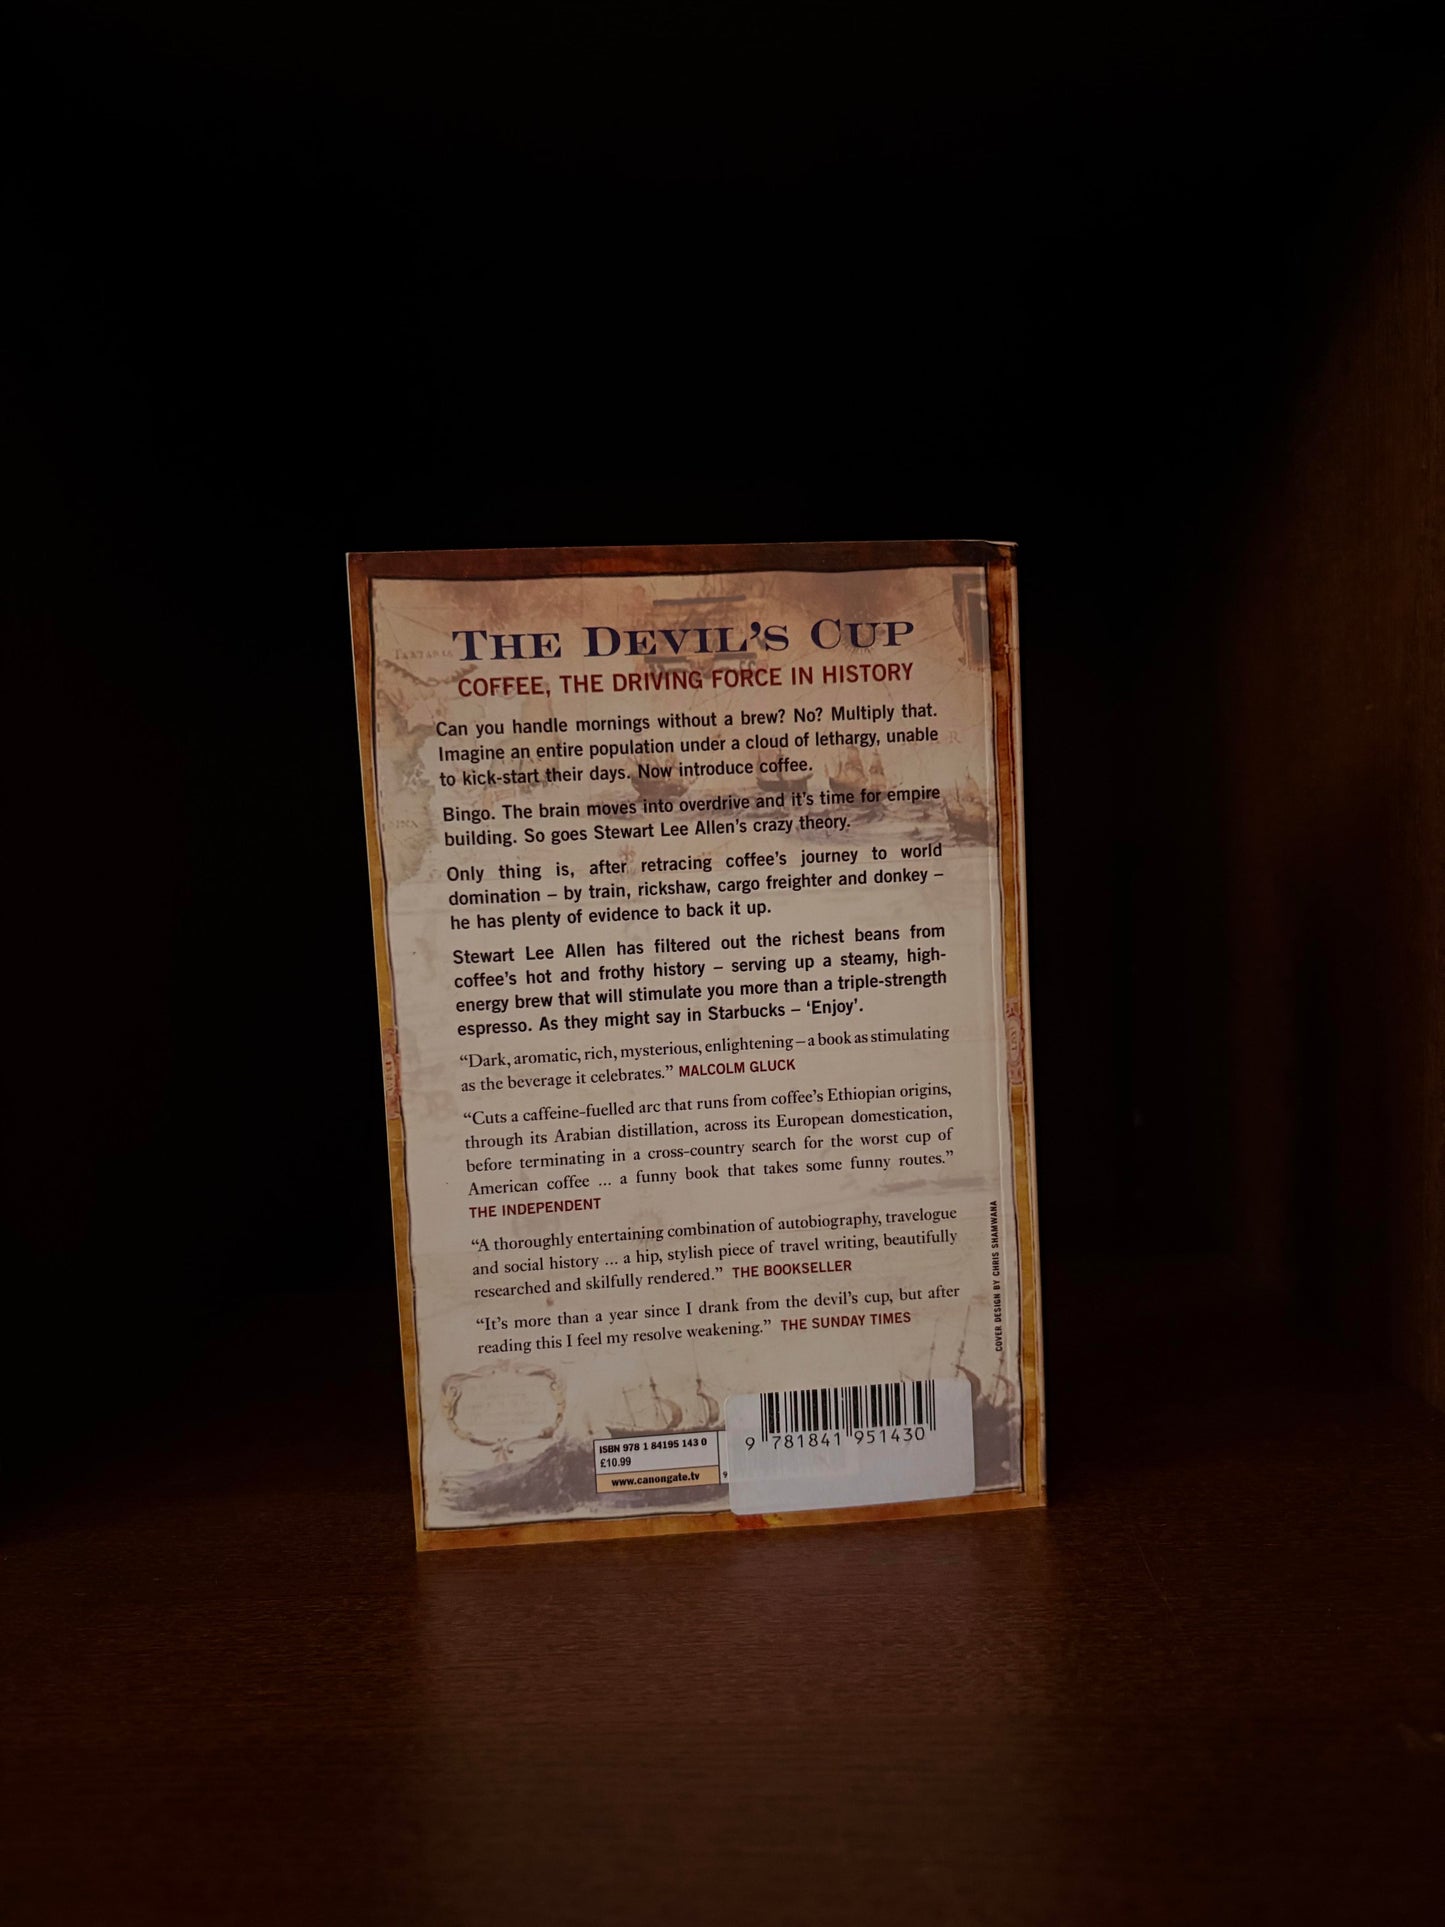 THE DEVIL'S CUP
COFFEE, THE DRIVING FORCE IN HISTORY
Can you handle mornings without a brew? No? Multiply that.
Imagine an entire population under a cloud of lethargy, unable
to kick-start their days. Now introduce coffee.
Bingo. The brain moves into overdrive and it's time for empire
building. So goes Stewart Lee Allen's crazy theory.
Only thing is, after retracing coffee's journey to world
domination – by train, rickshaw, cargo freighter and donkey –
he has plenty of evidence to back it up.
Stewart Lee Allen has filtered out the richest beans from
coffee's hot and frothy history – serving up a steamy, high-
energy brew that will stimulate you more than a triple-strength
espresso. As they might say in Starbucks – 'Enjoy'.
“Dark, aromatic, rich, mysterious, enlightening – a book as stimulating
as the beverage it celebrates.” MALCOLM GLUCK
“Cuts a caffeine-fuelled arc that runs from coffee's Ethiopian origins,
through its Arabian distillation, across its European domestication,
before terminating in a cross-country search for the worst cup of
American coffee ... a funny book that takes some funny routes.”
THE INDEPENDENT
“A thoroughly entertaining combination of autobiography, travelogue
and social history ... a hip, stylish piece of travel writing, beautifully
researched and skilfully rendered.” THE BOOKSELLER
“It's more than a year since I drank from the devil's cup, but after
reading this I feel my resolve weakening.” THE SUNDAY TIMES
COVER DESIGN BY CHRIS SHAMWANA
ISBN 978 1 84195 143 0
£10.99
www.canongate.tv
9 781841 951430